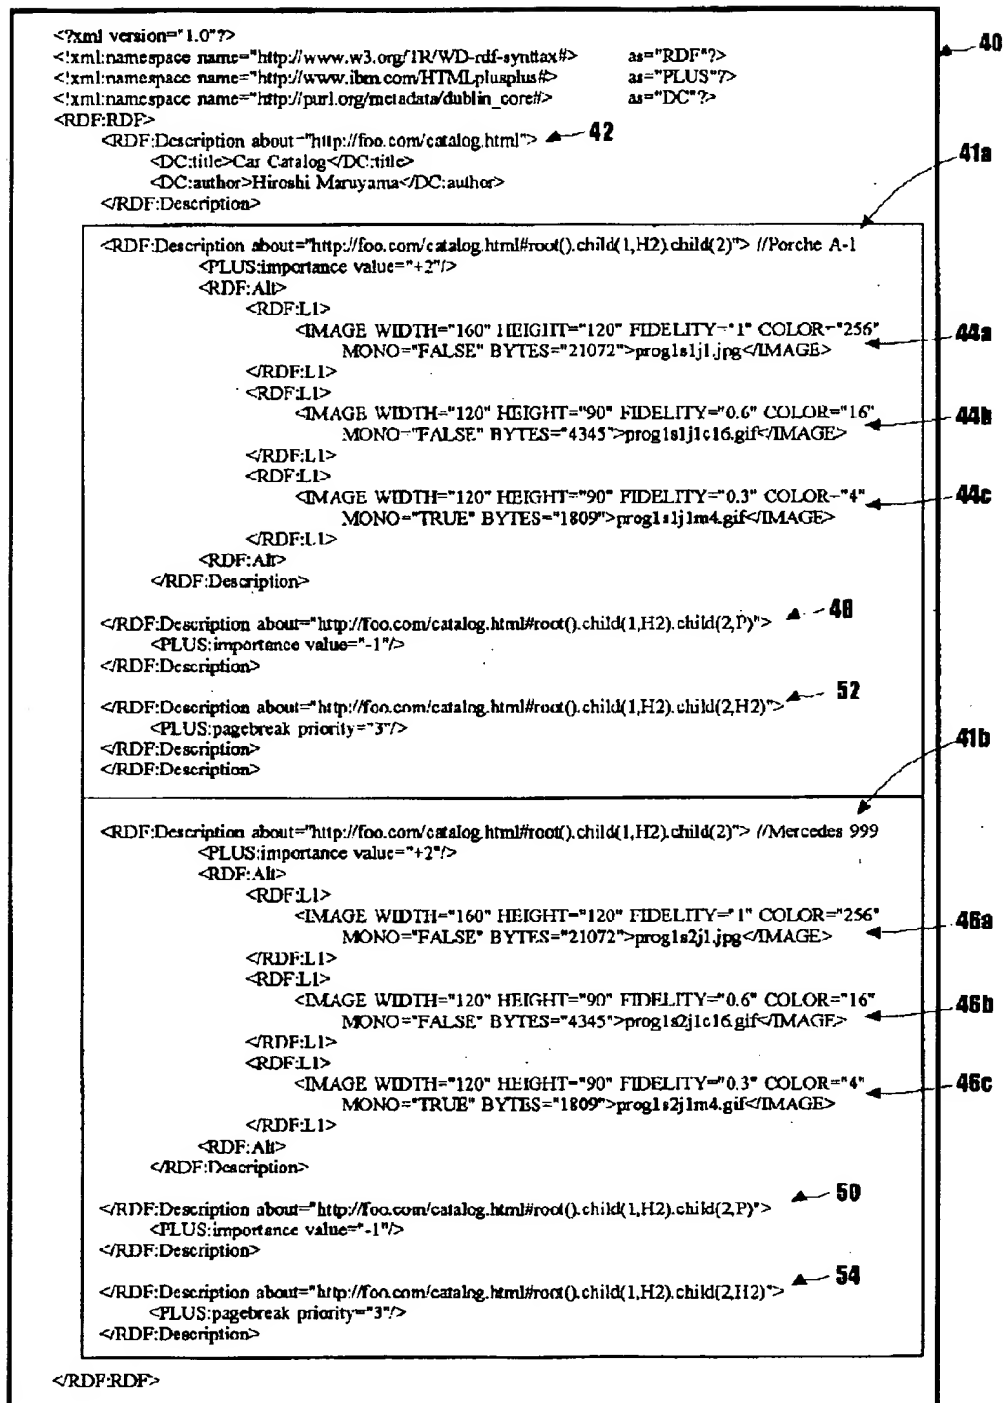 <?xml version="1.0"?>
<!xml:namespace name="http://www.w3.org/TR/WD-rdf-synttax#> as="RDF"?>
<!xml:namespace name="http://www.ibm.com/HTMLplusplus#> as="PLUS"?>
<!xml:namespace name="http://purl.org/metadata/dublin_core#> as="DC"?>
40
<RDF:RDF>
<RDF:Description about="http://foo.com/catalog.html"> 42
<DC:title>Car Catalog</DC:title>
<DC:author>Hiroshi Maruyama</DC:author>
</RDF:Description>
41a
<RDF:Description about="http://foo.com/catalog.html#root().child(1,H2).child(2)"> //Porche A-1
<PLUS:importance value="+2"/>
<RDF:Alt>
<RDF:L1>
<IMAGE WIDTH="160" HEIGHT="120" FIDELITY="1" COLOR="256"
MONO="FALSE" BYTES="21072">prog1s1j1.jpg</IMAGE> 44a
</RDF:L1>
<RDF:L1>
<IMAGE WIDTH="120" HEIGHT="90" FIDELITY="0.6" COLOR="16"
MONO="FALSE" BYTES="4345">prog1s1j1c16.gif</IMAGE> 44b
</RDF:L1>
<RDF:L1>
<IMAGE WIDTH="120" HEIGHT="90" FIDELITY="0.3" COLOR="4"
MONO="TRUE" BYTES="1809">prog1s1j1m4.gif</IMAGE> 44c
</RDF:L1>
<RDF:Alt>
</RDF:Description>
</RDF:Description about="http://foo.com/catalog.html#root().child(1,H2).child(2,P)"> 48
<PLUS:importance value="-1"/>
</RDF:Description>
</RDF:Description about="http://foo.com/catalog.html#root().child(1,H2).child(2,H2)"> 52
<PLUS:pagebreak priority="3"/>
</RDF:Description>
</RDF:Description>
41b
<RDF:Description about="http://foo.com/catalog.html#root().child(1,H2).child(2)"> //Mercedes 999
<PLUS:importance value="+2"/>
<RDF:Alt>
<RDF:L1>
<IMAGE WIDTH="160" HEIGHT="120" FIDELITY="1" COLOR="256"
MONO="FALSE" BYTES="21072">prog1s2j1.jpg</IMAGE> 46a
</RDF:L1>
<RDF:L1>
<IMAGE WIDTH="120" HEIGHT="90" FIDELITY="0.6" COLOR="16"
MONO="FALSE" BYTES="4345">prog1s2j1c16.gif</IMAGE> 46b
</RDF:L1>
<RDF:L1>
<IMAGE WIDTH="120" HEIGHT="90" FIDELITY="0.3" COLOR="4"
MONO="TRUE" BYTES="1809">prog1s2j1m4.gif</IMAGE> 46c
</RDF:L1>
<RDF:Alt>
</RDF:Description>
</RDF:Description about="http://foo.com/catalog.html#root().child(1,H2).child(2,P)"> 50
<PLUS:importance value="-1"/>
</RDF:Description>
</RDF:Description about="http://foo.com/catalog.html#root().child(1,H2).child(2,H2)"> 54
<PLUS:pagebreak priority="3"/>
</RDF:Description>
</RDF:RDF>